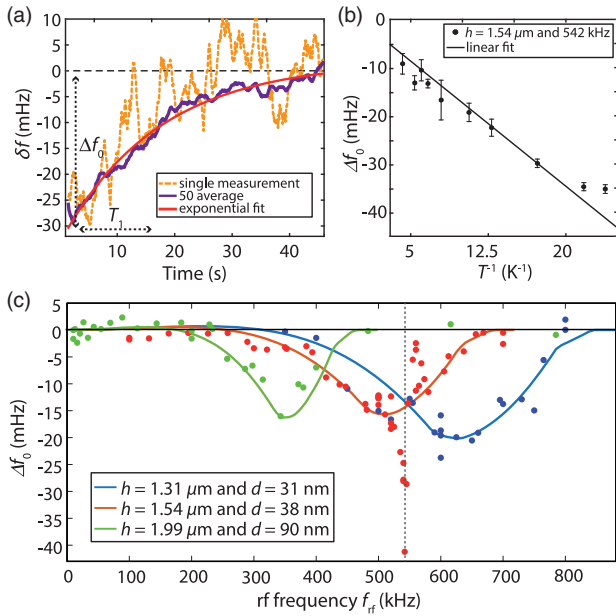 (a)
10
5
0
-5
-10
-15
-20
-25
-30
δf (mHz)
Δf₀
T₁
single measurement
50 average
exponential fit
10
20
30
40
Time (s)
(b)
h = 1.54 μm and 542 kHz
linear fit
0
-20
-40
Δf₀ (mHz)
5
12.5
20
T⁻¹ (K⁻¹)
(c)
5
0
-5
-10
-15
-20
-25
-30
-35
-40
Δf₀ (mHz)
h = 1.31 μm and d = 31 nm
h = 1.54 μm and d = 38 nm
h = 1.99 μm and d = 90 nm
0
100
200
300
400
500
600
700
800
rf frequency f_rf (kHz)